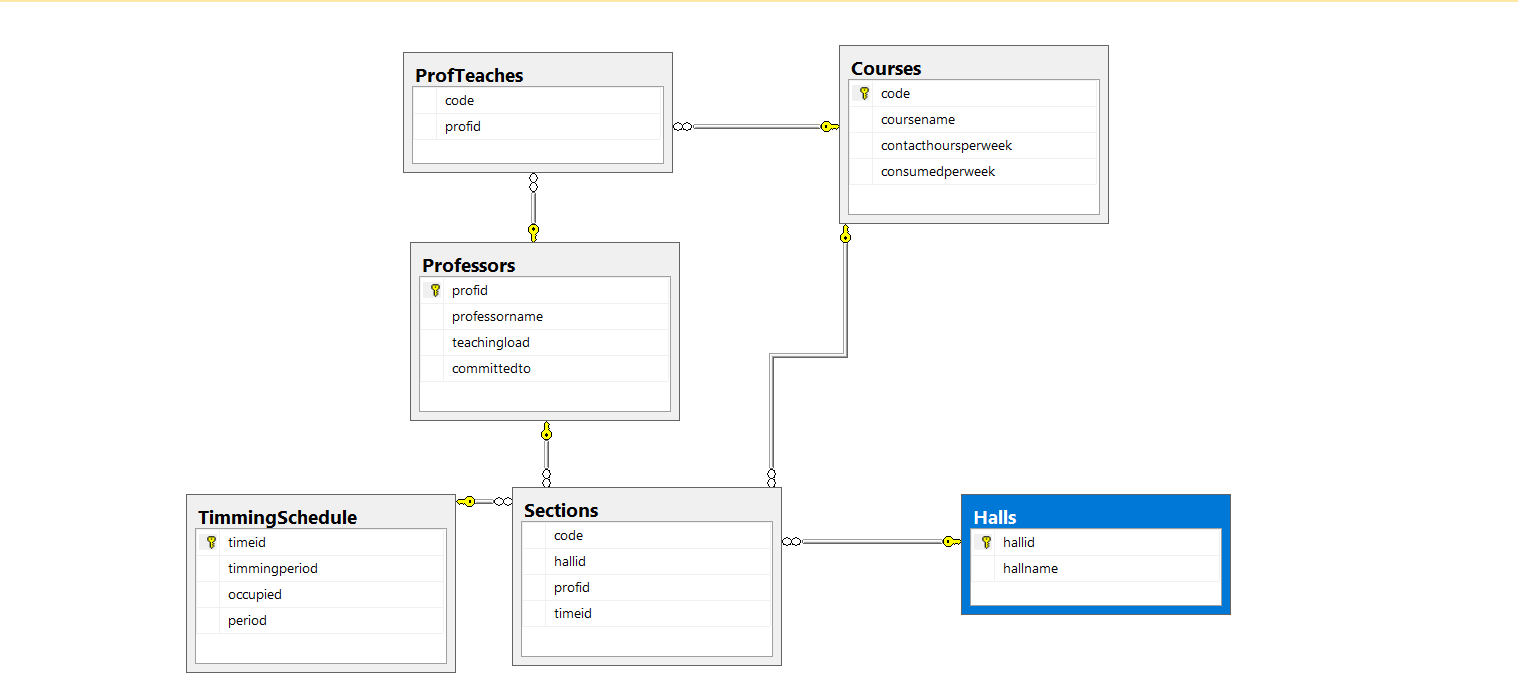 ProfTeaches
code
profid
Courses
code
coursename
contacthoursperweek
consumedperweek
Professors
profid
professorname
teachingload
committedto
TimmingSchedule
timeid
timmingperiod
occupied
period
Sections
code
hallid
profid
timeid
Halls
hallid
hallname